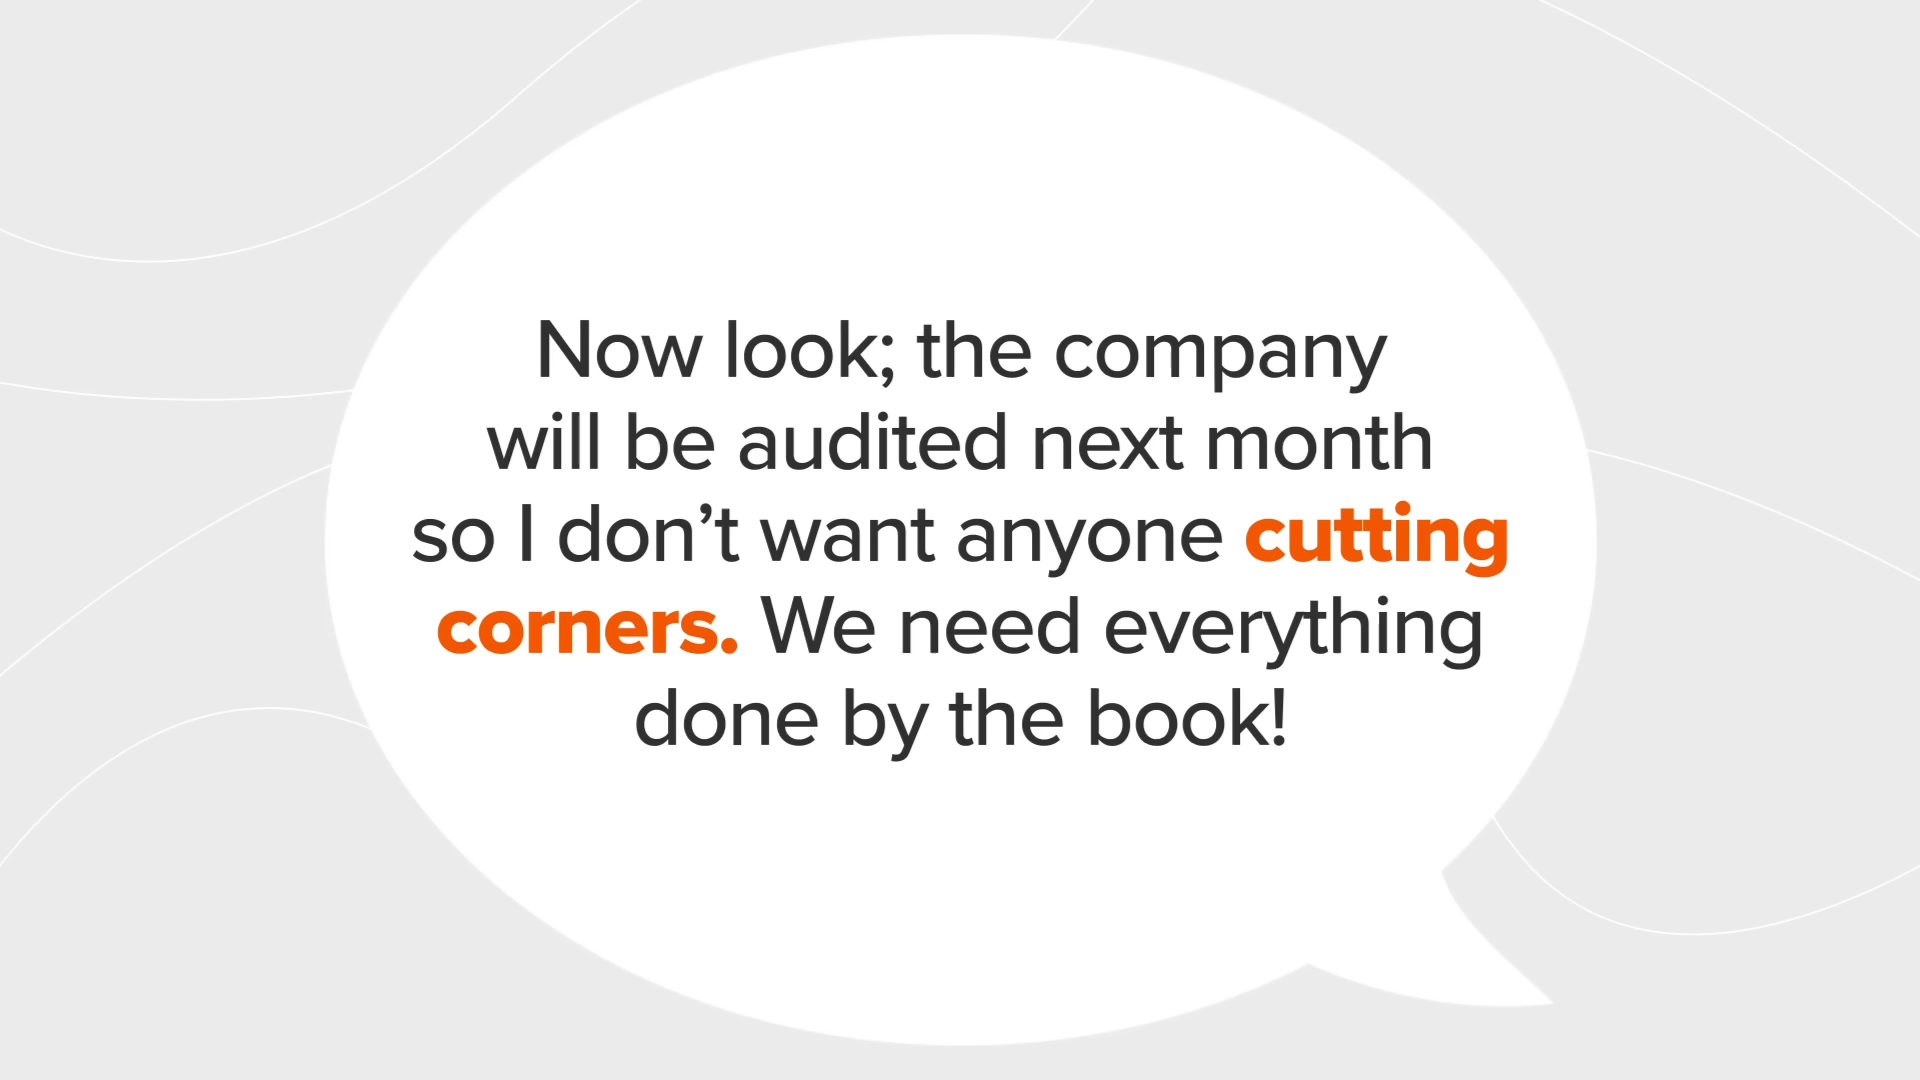 Now look; the company
will be audited next month
so I don’t want anyone cutting
corners. We need everything
done by the book!